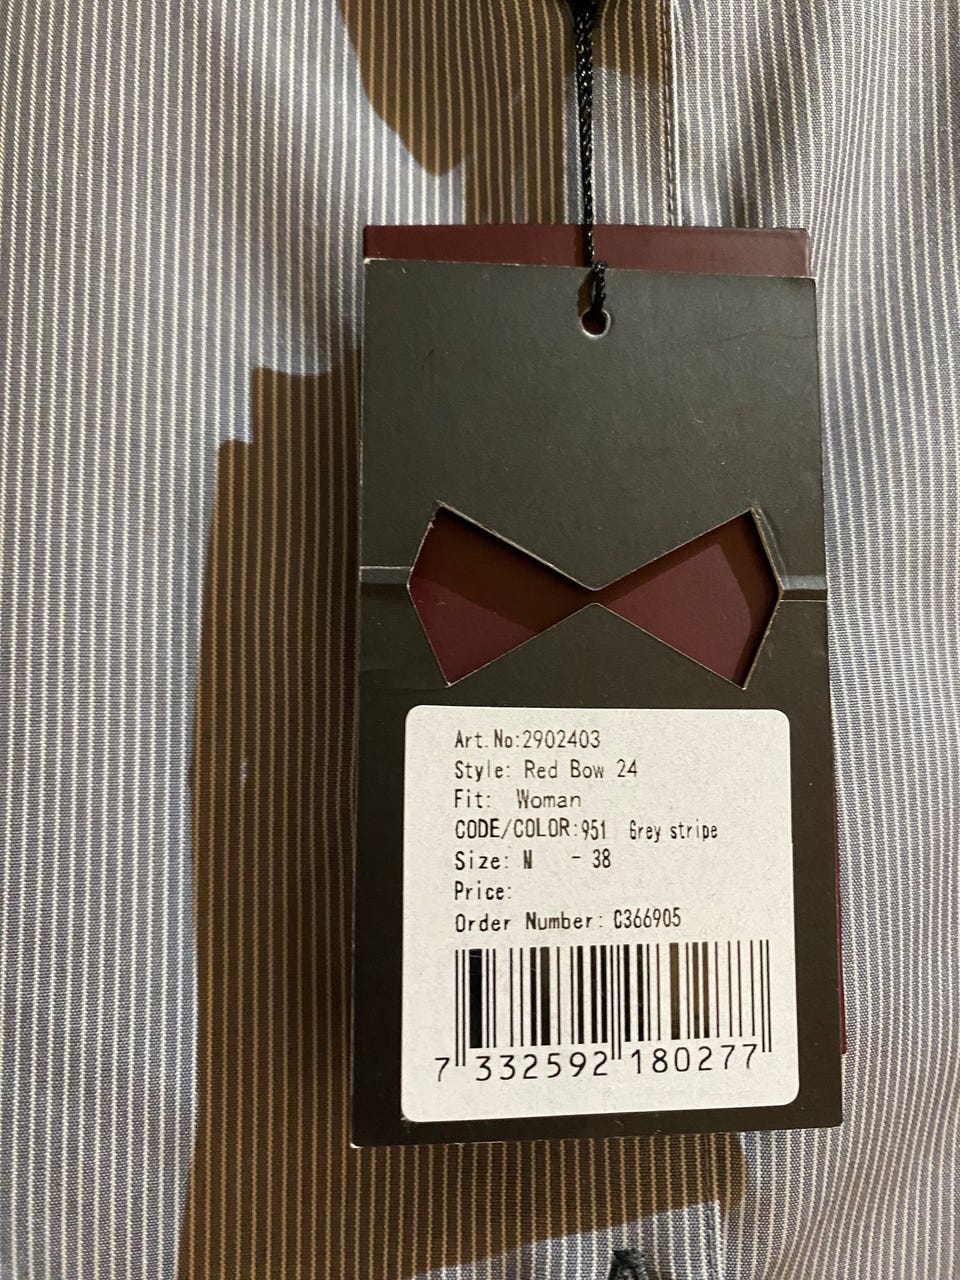 Art.No:2902403
Style: Red Bow 24
Fit: Woman
CODE/COLOR:951 Grey stripe
Size: M - 38
Price:
Order Number: C366905
7 332592 180277